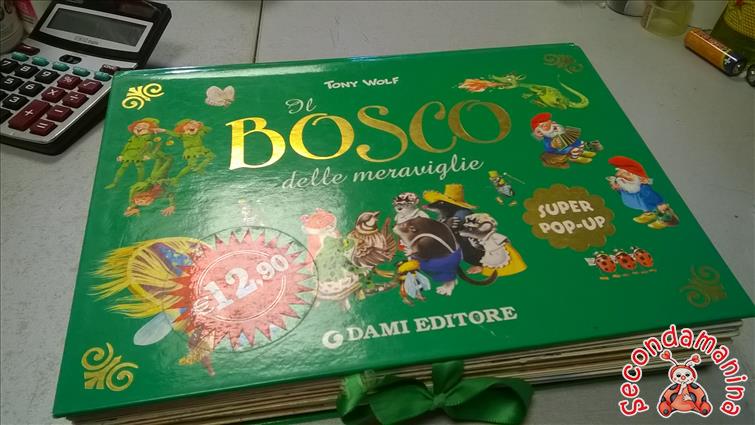 TONY WOLF
Il
BOSCO
delle meraviglie
SUPER
POP-UP
€12,90
DAMI EDITORE
secondamanina